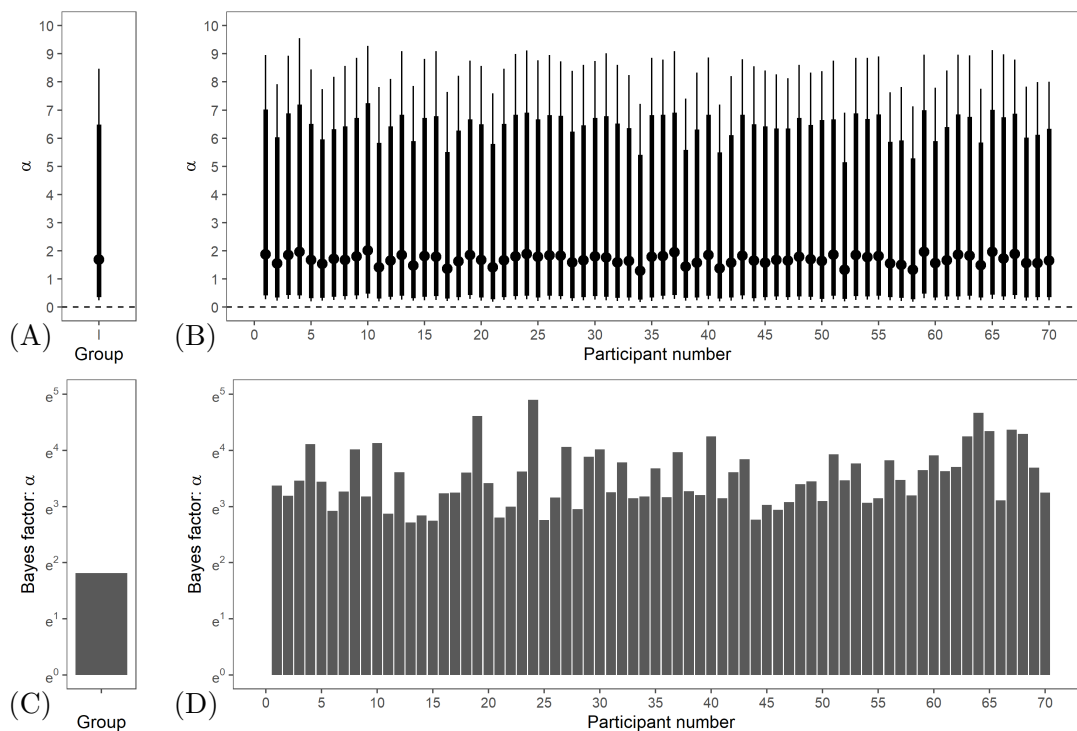 10
9
8
7
6
5
4
3
2
1
0
α
Group
(A)
10
9
8
7
6
5
4
3
2
1
0
α
0 5 10 15 20 25 30 35 40 45 50 55 60 65 70
Participant number
(B)
e⁵
e⁴
e³
e²
e¹
e⁰
Bayes factor: α
Group
(C)
e⁵
e⁴
e³
e²
e¹
e⁰
Bayes factor: α
0 5 10 15 20 25 30 35 40 45 50 55 60 65 70
Participant number
(D)